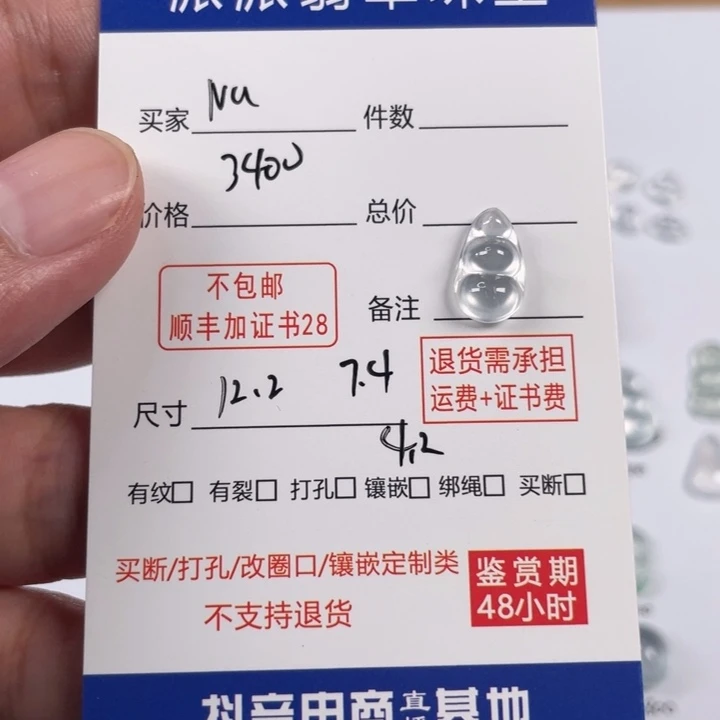 买家 Nu 件数
3400
价格 总价
不包邮
顺丰加证书28
备注
退货需承担
运费+证书费
尺寸 12.2 7.4
4.2
有纹□ 有裂□ 打孔□ 镶嵌□ 绑绳□ 买断□
买断/打孔/改圈口/镶嵌定制类
不支持退货
鉴赏期
48小时
抖音电商直播基地